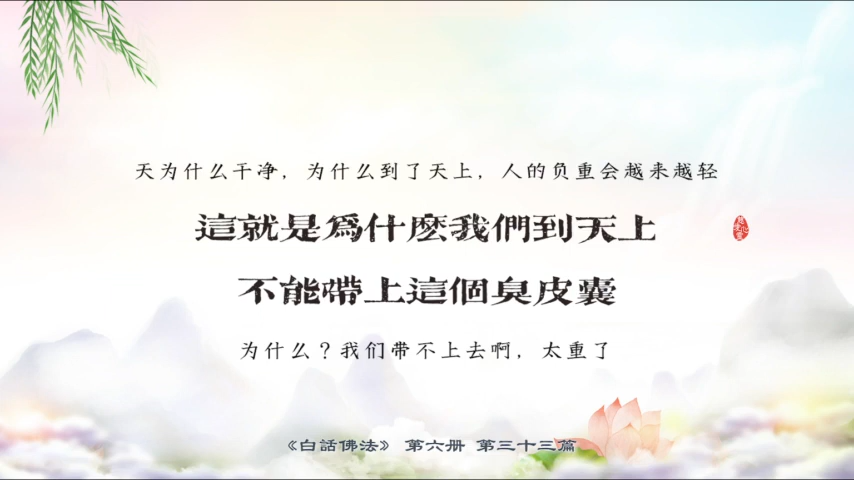 天为什么干净，为什么到了天上，人的负重会越来越轻
這就是爲什麽我們到天上
不能帶上這個臭皮囊
为什么？我们带不上去啊，太重了
《白話佛法》 第六册 第三十三篇